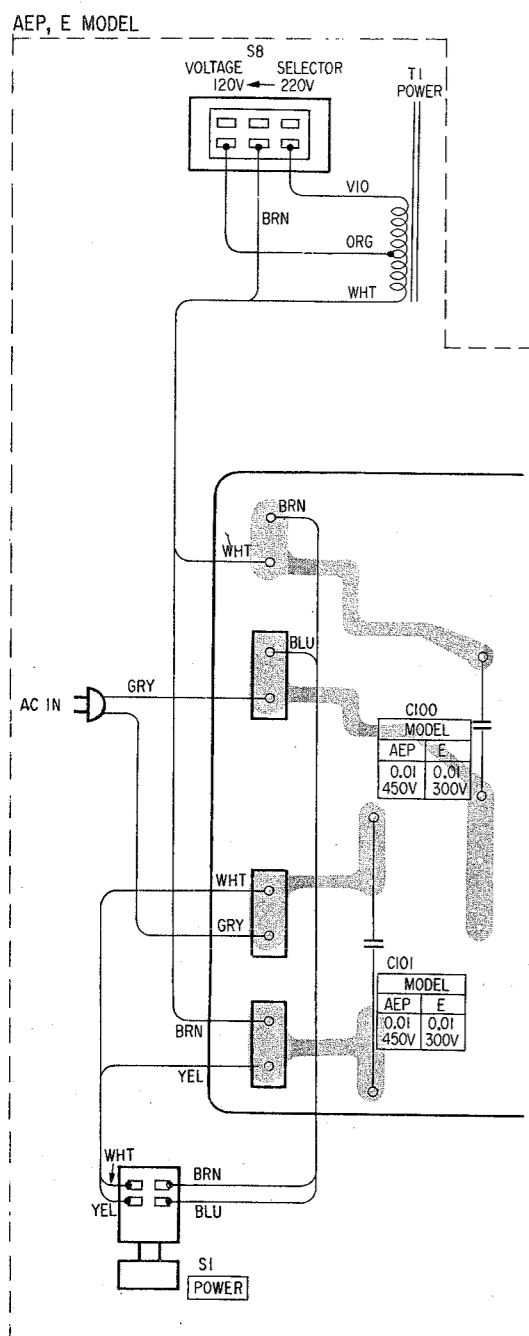 AEP, E MODEL
S8
VOLTAGE SELECTOR
120V ← 220V
T1
POWER
VIO
BRN
ORG
WHT
BRN
WHT
BLU
GRY
AC IN
C100
MODEL
AEP E
0.01 0.01
450V 300V
WHT
GRY
C101
MODEL
AEP E
0.01 0.01
450V 300V
BRN
YEL
WHT
BRN
YEL
BLU
S1
POWER